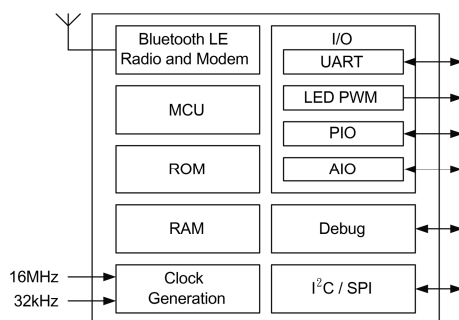 Bluetooth LE
Radio and Modem
MCU
ROM
RAM
16MHz
32kHz
Clock
Generation
I/O
UART
LED PWM
PIO
AIO
Debug
I²C / SPI